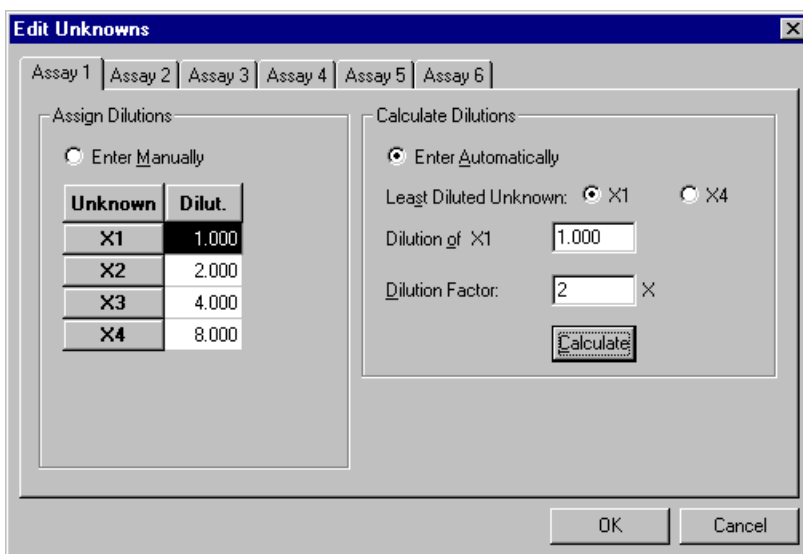 Edit Unknowns
Assay 1 Assay 2 Assay 3 Assay 4 Assay 5 Assay 6
Assign Dilutions
Enter Manually
Unknown Dilut.
X1 1.000
X2 2.000
X3 4.000
X4 8.000
Calculate Dilutions
Enter Automatically
Least Diluted Unknown: X1 X4
Dilution of X1 1.000
Dilution Factor: 2 X
Calculate
OK Cancel